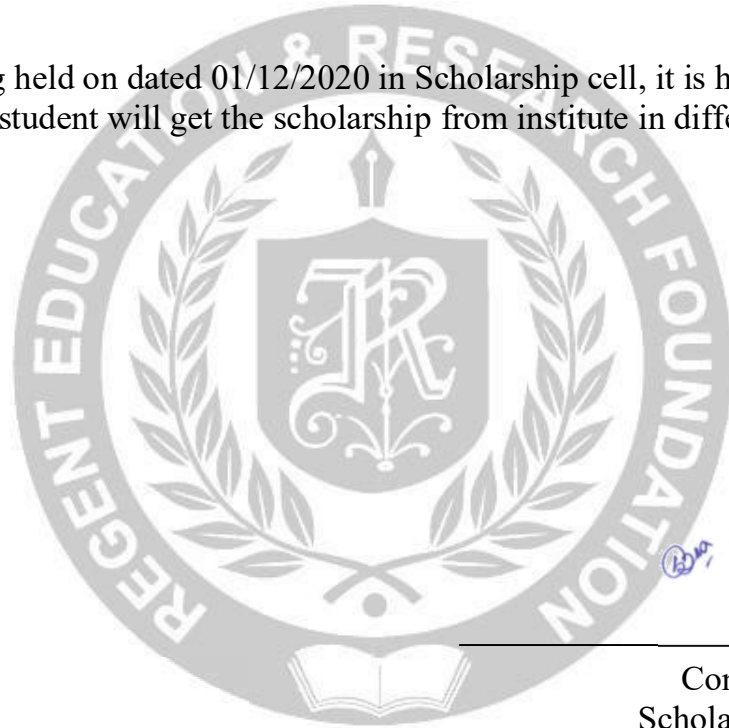 held on dated 01/12/2020 in Scholarship cell, it is h
student will get the scholarship from institute in diffe
REGENT EDUCATION & RESEARCH FOUNDATION
R
Con
Schola